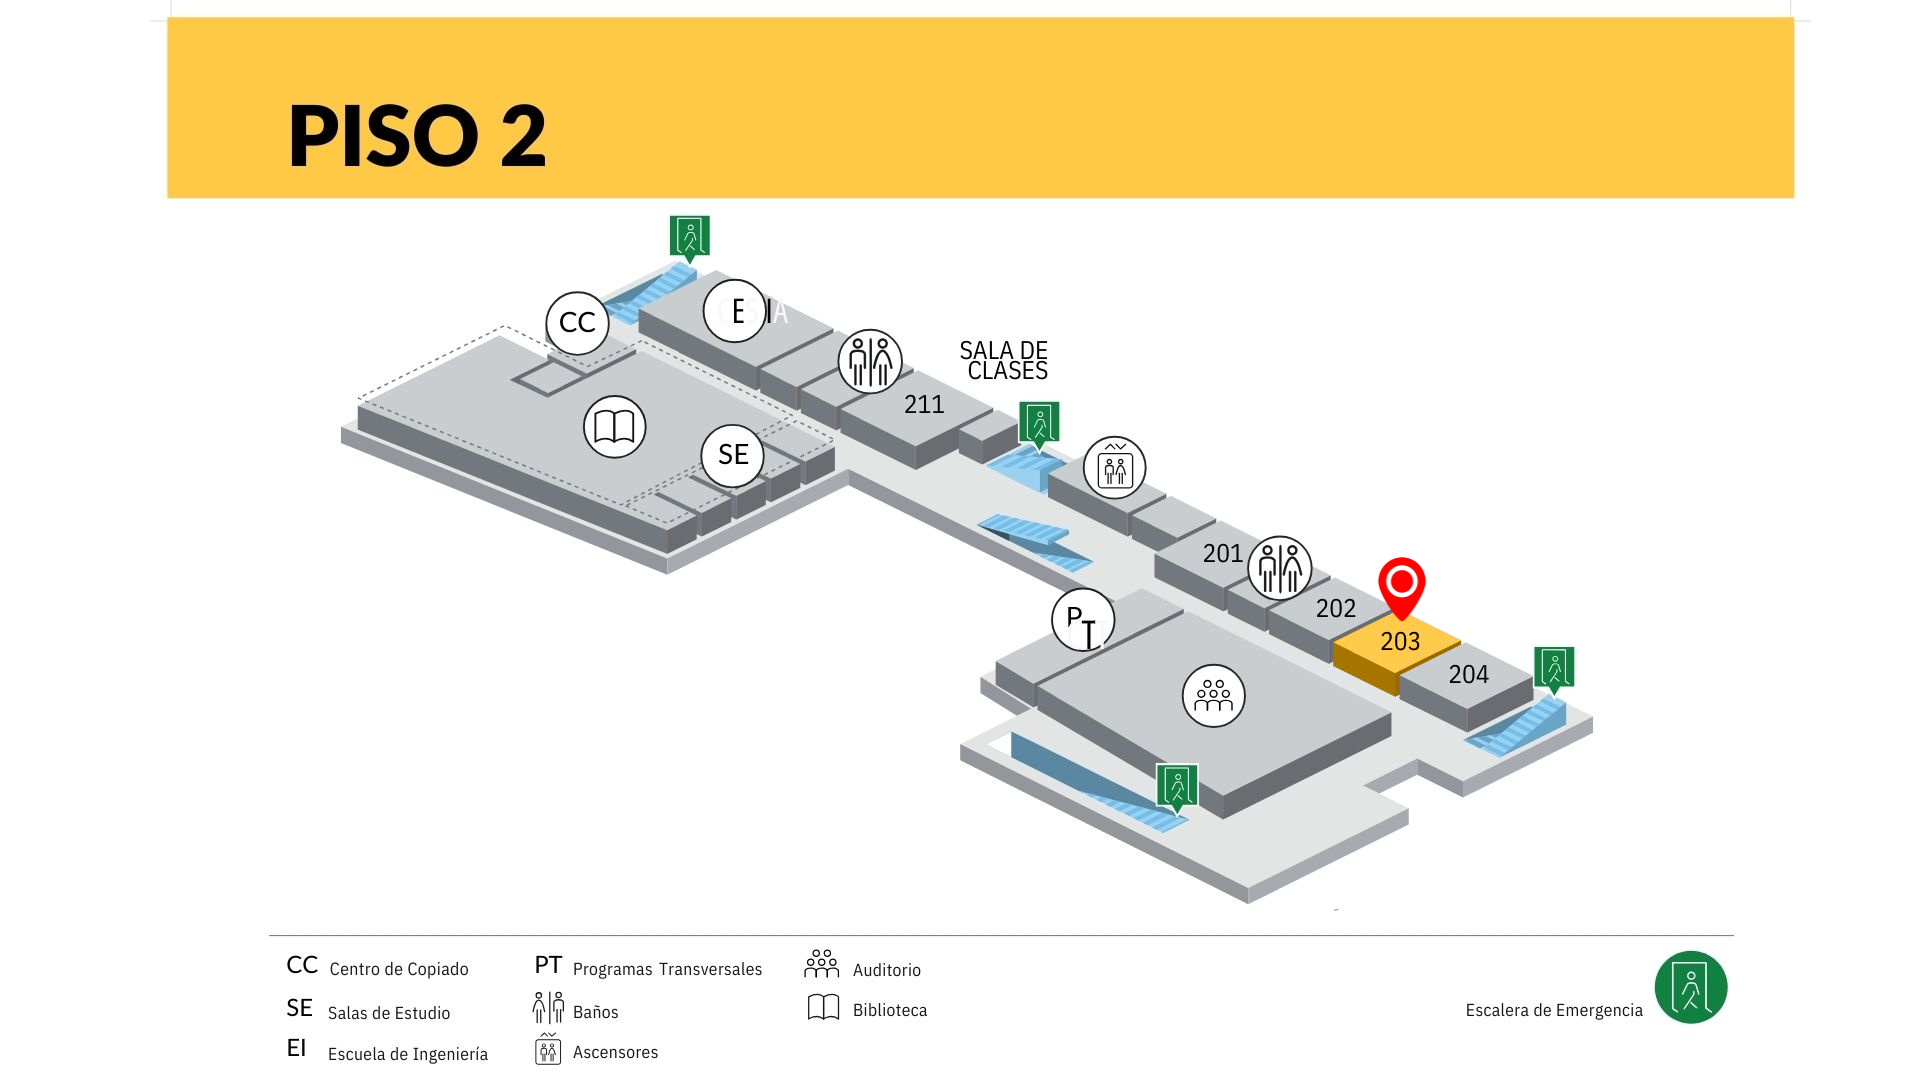 PISO 2
CC
E I
SALA DE
CLASES
211
SE
201
202
203
204
PT
CC Centro de Copiado
SE Salas de Estudio
EI Escuela de Ingeniería
PT Programas Transversales
Baños
Ascensores
Auditorio
Biblioteca
Escalera de Emergencia